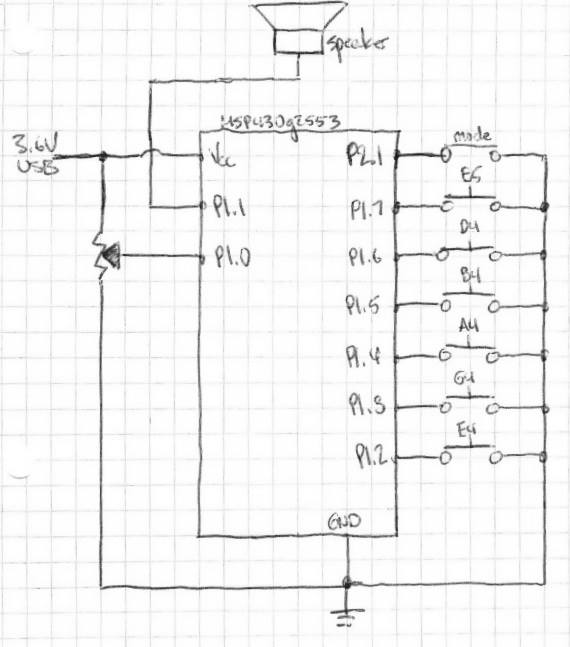 speaker
MSP430g2553
3.6V
USB
Vcc
P1.1
P1.0
P2.1
mode
P1.7
E5
P1.6
D4
P1.5
B4
P1.4
A4
P1.3
G4
P1.2
E4
GND